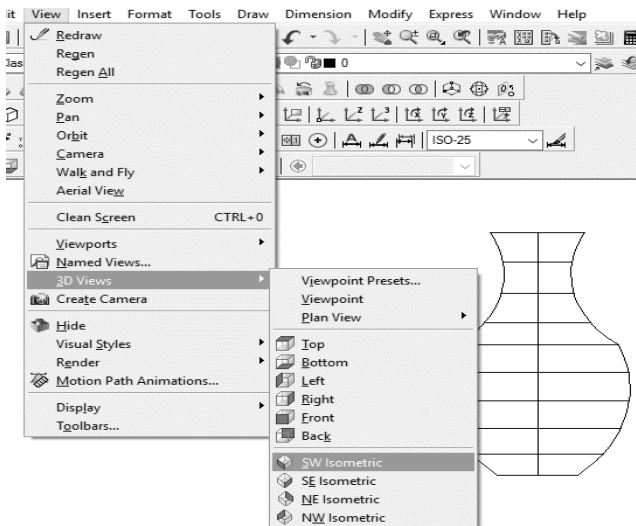 it View Insert Format Tools Draw Dimension Modify Express Window Help
Redraw
Regen
Regen All
Zoom
Pan
Orbit
Camera
Walk and Fly
Aerial View
Clean Screen CTRL+0
Viewports
Named Views...
3D Views
Create Camera
Hide
Visual Styles
Render
Motion Path Animations...
Display
Toolbars...
0
ISO-25
Viewpoint Presets...
Viewpoint
Plan View
Top
Bottom
Left
Right
Front
Back
SW Isometric
SE Isometric
NE Isometric
NW Isometric